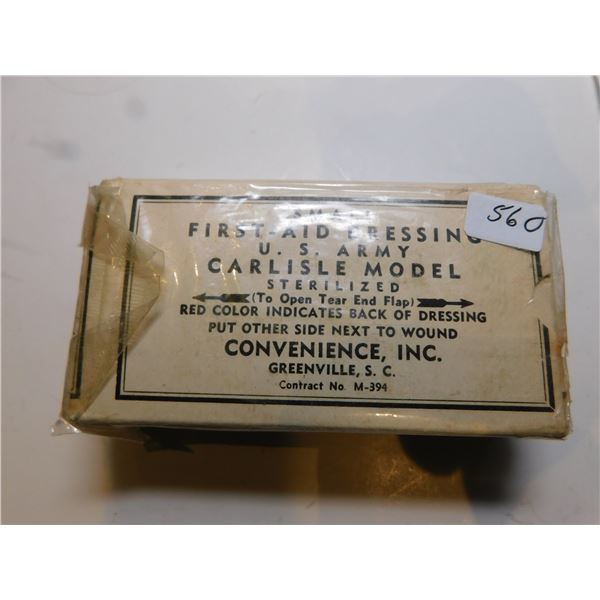 SMALL
FIRST-AID DRESSING
U. S. ARMY
CARLISLE MODEL
STERILIZED
(To Open Tear End Flap)
RED COLOR INDICATES BACK OF DRESSING
PUT OTHER SIDE NEXT TO WOUND
CONVENIENCE, INC.
GREENVILLE, S. C.
Contract No. M-394
560